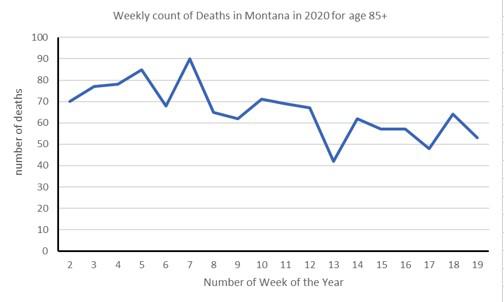 Weekly count of Deaths in Montana in 2020 for age 85+
100
90
80
70
60
50
40
30
20
10
0
number of deaths
2 3 4 5 6 7 8 9 10 11 12 13 14 15 16 17 18 19
Number of Week of the Year